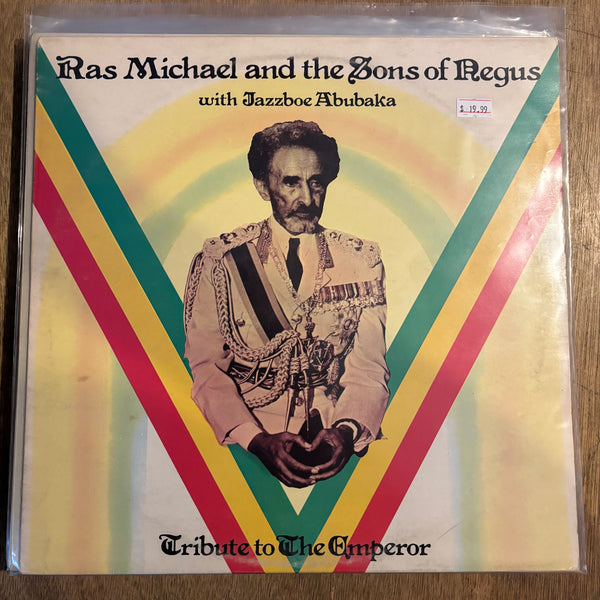 Ras Michael and the Sons of Negus
with Jazzboe Abubaka
$ 19.99
Tribute to The Emperor